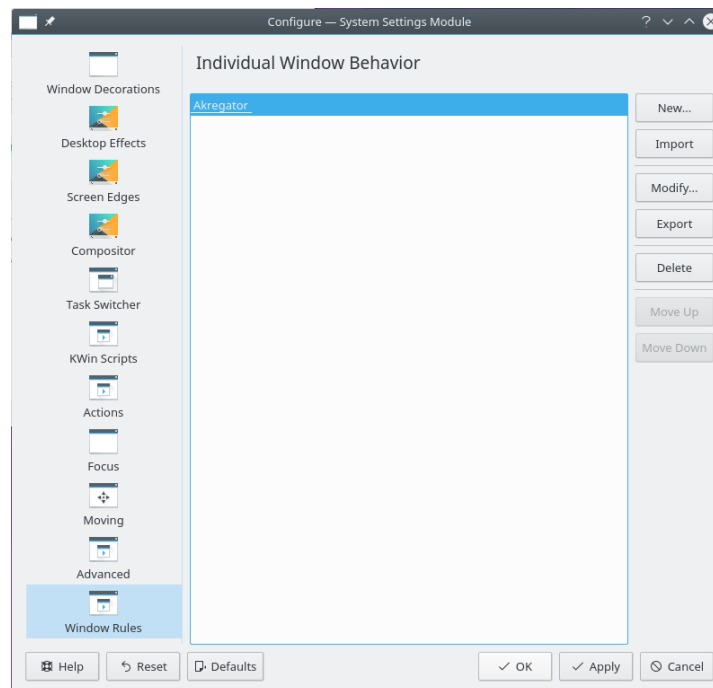 Configure — System Settings Module
?
Window Decorations
Desktop Effects
Screen Edges
Compositor
Task Switcher
KWin Scripts
Actions
Focus
Moving
Advanced
Window Rules
Individual Window Behavior
Akregator
New...
Import
Modify...
Export
Delete
Move Up
Move Down
Help
Reset
Defaults
OK
Apply
Cancel